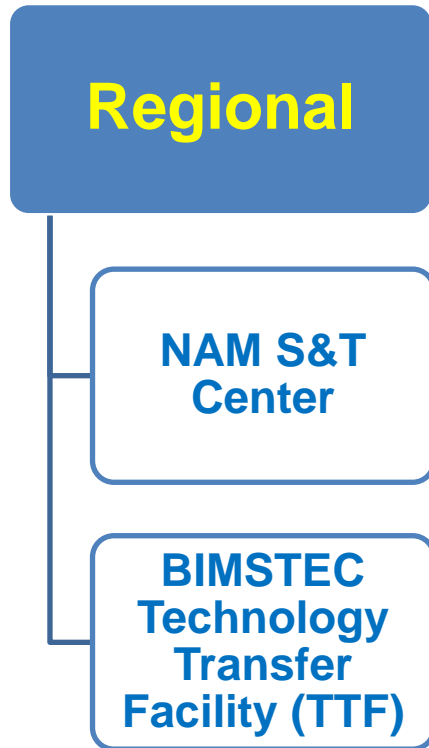 Regional
NAM S&T
Center
BIMSTEC
Technology
Transfer
Facility (TTF)